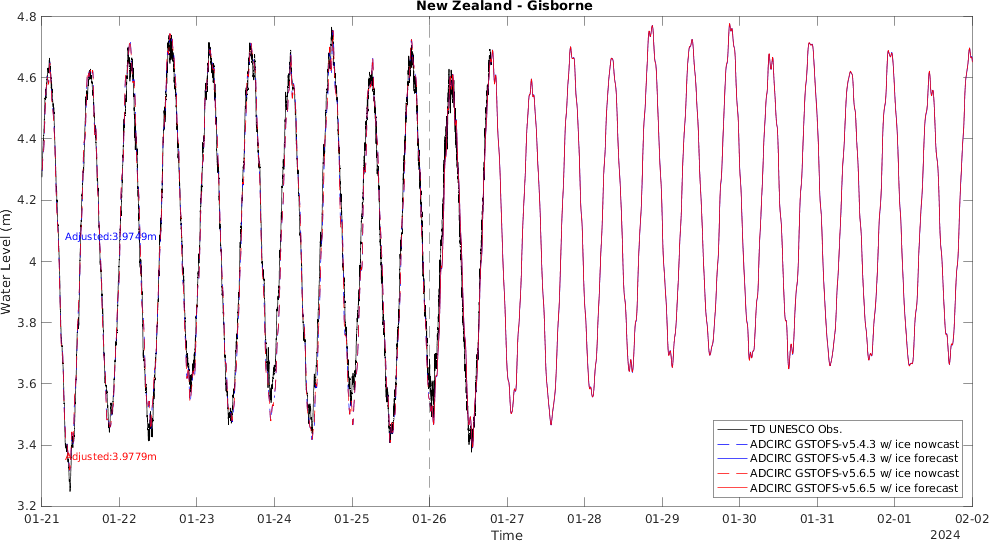 New Zealand - Gisborne
4.8
4.6
4.4
4.2
4
3.8
3.6
3.4
3.2
Water Level (m)
Adjusted:3.9749m
Adjusted:3.9779m
TD UNESCO Obs.
ADCIRC GSTOFS-v5.4.3 w/ ice nowcast
ADCIRC GSTOFS-v5.4.3 w/ ice forecast
ADCIRC GSTOFS-v5.6.5 w/ ice nowcast
ADCIRC GSTOFS-v5.6.5 w/ ice forecast
01-21 01-22 01-23 01-24 01-25 01-26 01-27 01-28 01-29 01-30 01-31 02-01 02-02
Time
2024